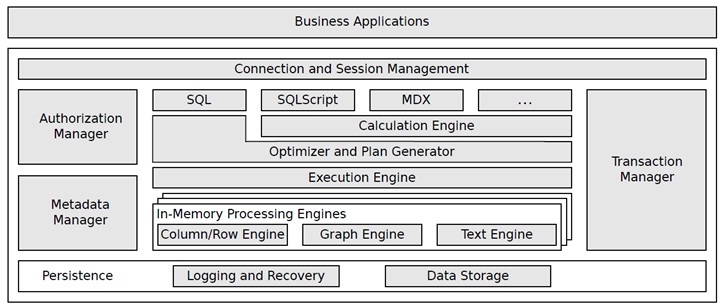 Business Applications
Connection and Session Management
Authorization
Manager
Metadata
Manager
SQL
SQLScript
MDX
...
Calculation Engine
Optimizer and Plan Generator
Execution Engine
In-Memory Processing Engines
Column/Row Engine
Graph Engine
Text Engine
Transaction
Manager
Persistence
Logging and Recovery
Data Storage